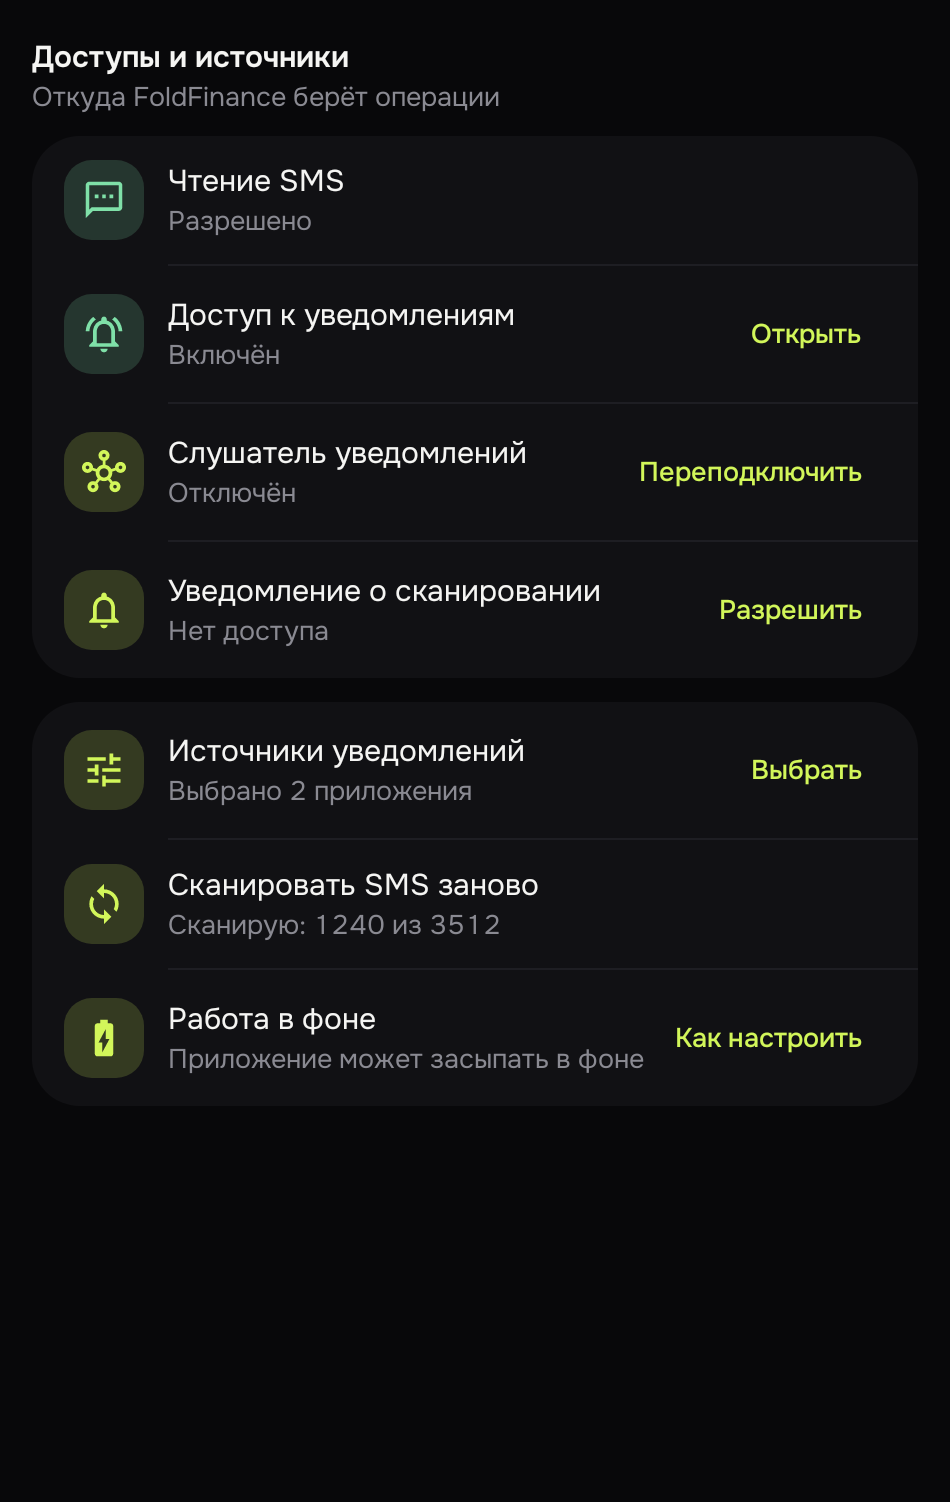 Доступы и источники
Откуда FoldFinance берёт операции
Чтение SMS
Разрешено
Доступ к уведомлениям
Включён
Открыть
Слушатель уведомлений
Отключён
Переподключить
Уведомление о сканировании
Нет доступа
Разрешить
Источники уведомлений
Выбрано 2 приложения
Выбрать
Сканировать SMS заново
Сканирую: 1240 из 3512
Работа в фоне
Приложение может засыпать в фоне
Как настроить